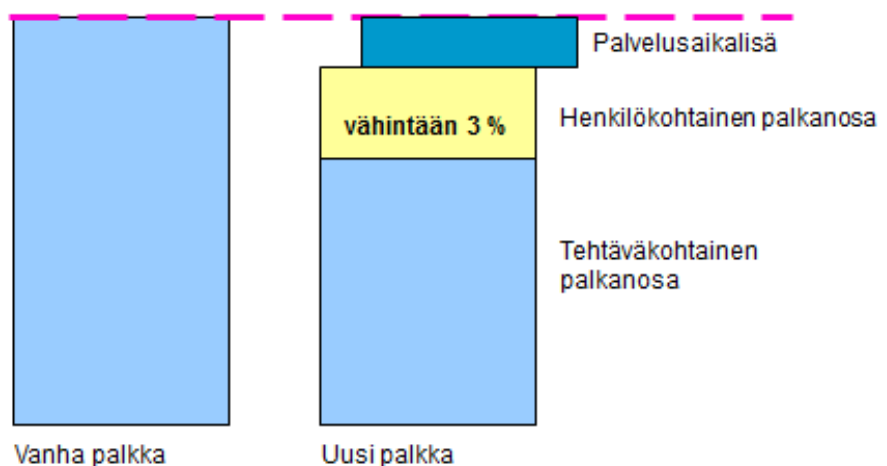 Palvelusaikalisä
vähintään 3 %
Henkilökohtainen palkanosa
Tehtäväkohtainen
palkanosa
Vanha palkka
Uusi palkka